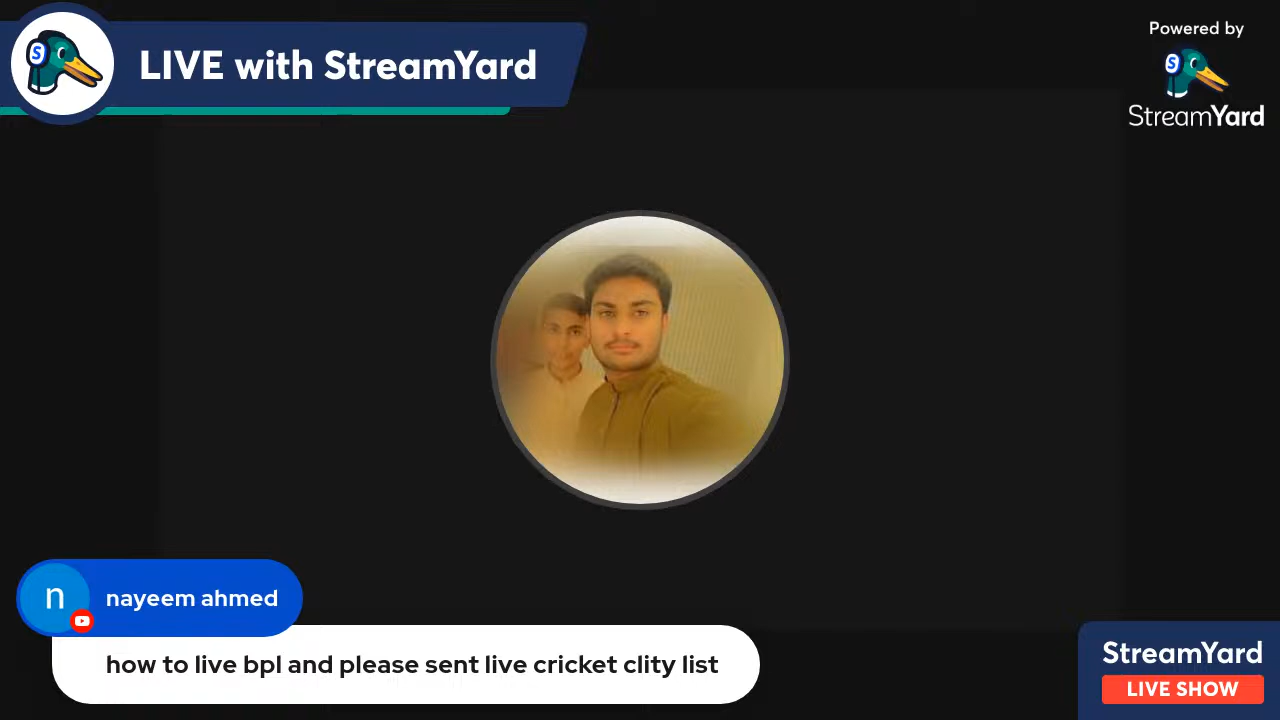 LIVE with StreamYard
Powered by
StreamYard
n
nayeem ahmed
how to live bpl and please sent live cricket clity list
StreamYard
LIVE SHOW